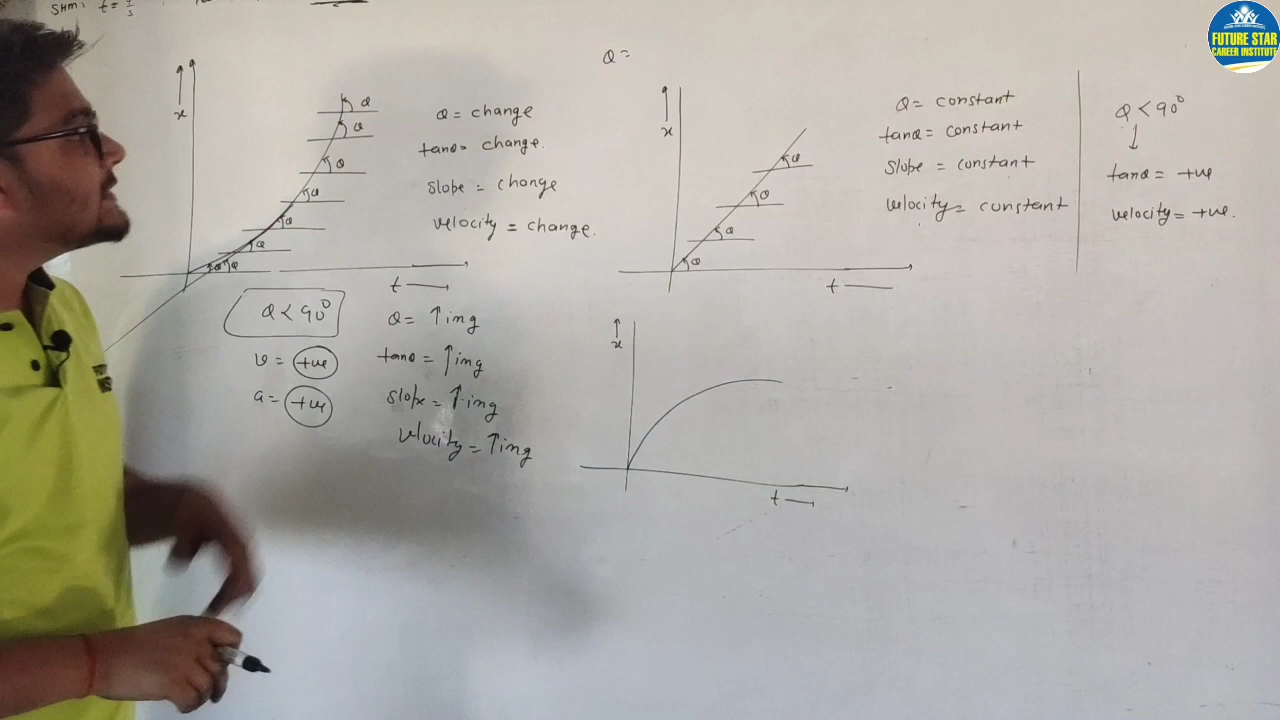 SHM, t =
FUTURE STAR
CAREER INSTITUTE
x
θ
θ
θ
θ
θ
θ
θ θ
t
θ = change
tanθ = change.
slope = change
velocity = change.
θ < 90°
v = +ve
a = +ve
θ = ↑ing
tanθ = ↑ing
slope = ↑ing
velocity = ↑ing
θ =
x
θ
θ
θ
θ
t
θ = constant
tanθ = constant
slope = constant
velocity = constant
θ < 90°
↓
tanθ = +ve
velocity = +ve.
x
t